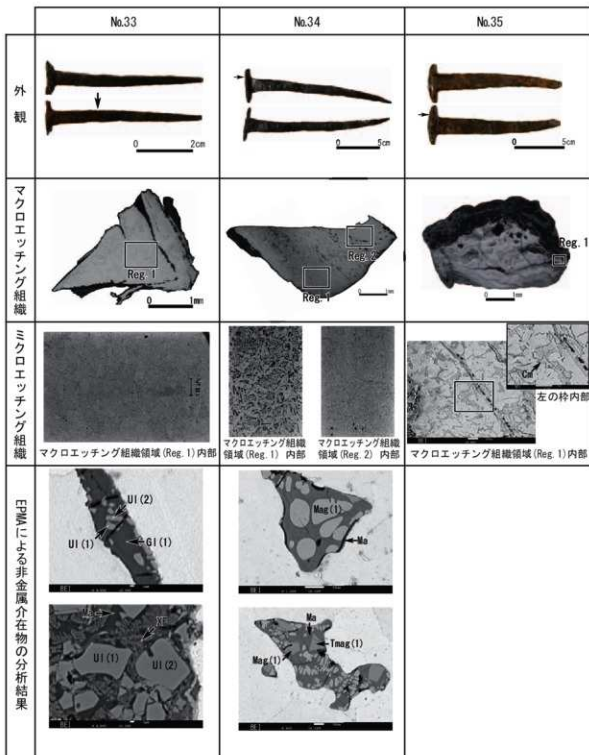 No.33
No.34
No.35
外観
0 2cm
0 5cm
0 5cm
マクロエッチング組織
Reg.1
0 1mm
Reg.2
Reg.1
0 1mm
Reg.1
0 1mm
ミクロエッチング組織
マクロエッチング組織領域(Reg.1)内部
マクロエッチング組織
領域(Reg.1)内部
マクロエッチング組織
領域(Reg.2)内部
Cm
左の枠内部
マクロエッチング組織領域(Reg.1)内部
EPMAによる非金属介在物の分析結果
Ul(2)
Ul(1)
Gl(1)
Mag(1)
Ma
Ul(1)
Ul(2)
Ma
Tmag(1)
Mag(1)